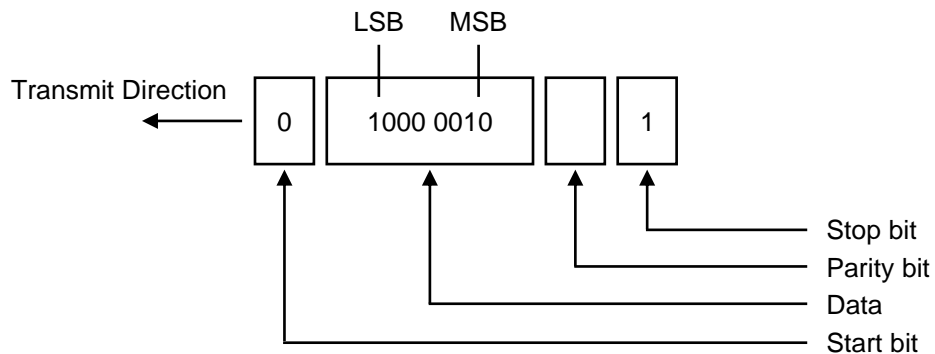 LSB MSB
Transmit Direction
0 1000 0010 1
Stop bit
Parity bit
Data
Start bit